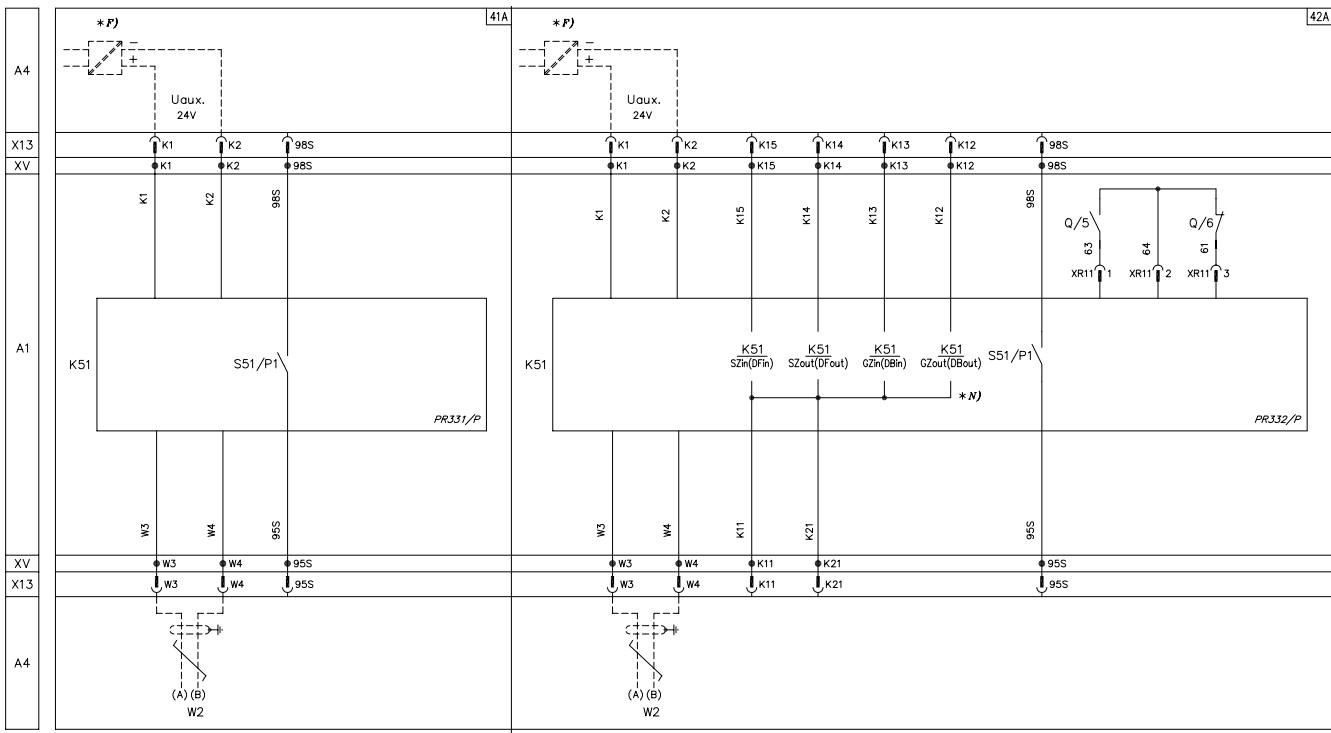 41A
42A
*F)
*F)
A4
− 
+
−
+
Uaux.
24V
Uaux.
24V
X13
K1
K2
98S
K1
K2
K15
K14
K13
K12
98S
XV
K1
K2
98S
K1
K2
K15
K14
K13
K12
98S
K1
K2
98S
K1
K2
K15
K14
K13
K12
98S
Q/5
Q/6
63
64
61
XR11 1
XR11 2
XR11 3
A1
K51
S51/P1
PR331/P
K51
K51
SZin(DFin)
K51
SZout(DFout)
K51
GZin(DBin)
K51
GZout(DBout)
S51/P1
*N)
PR332/P
W3
W4
95S
W3
W4
K11
K21
95S
XV
W3
W4
95S
W3
W4
K11
K21
95S
X13
W3
W4
95S
W3
W4
K11
K21
95S
A4
(A) (B)
W2
(A) (B)
W2